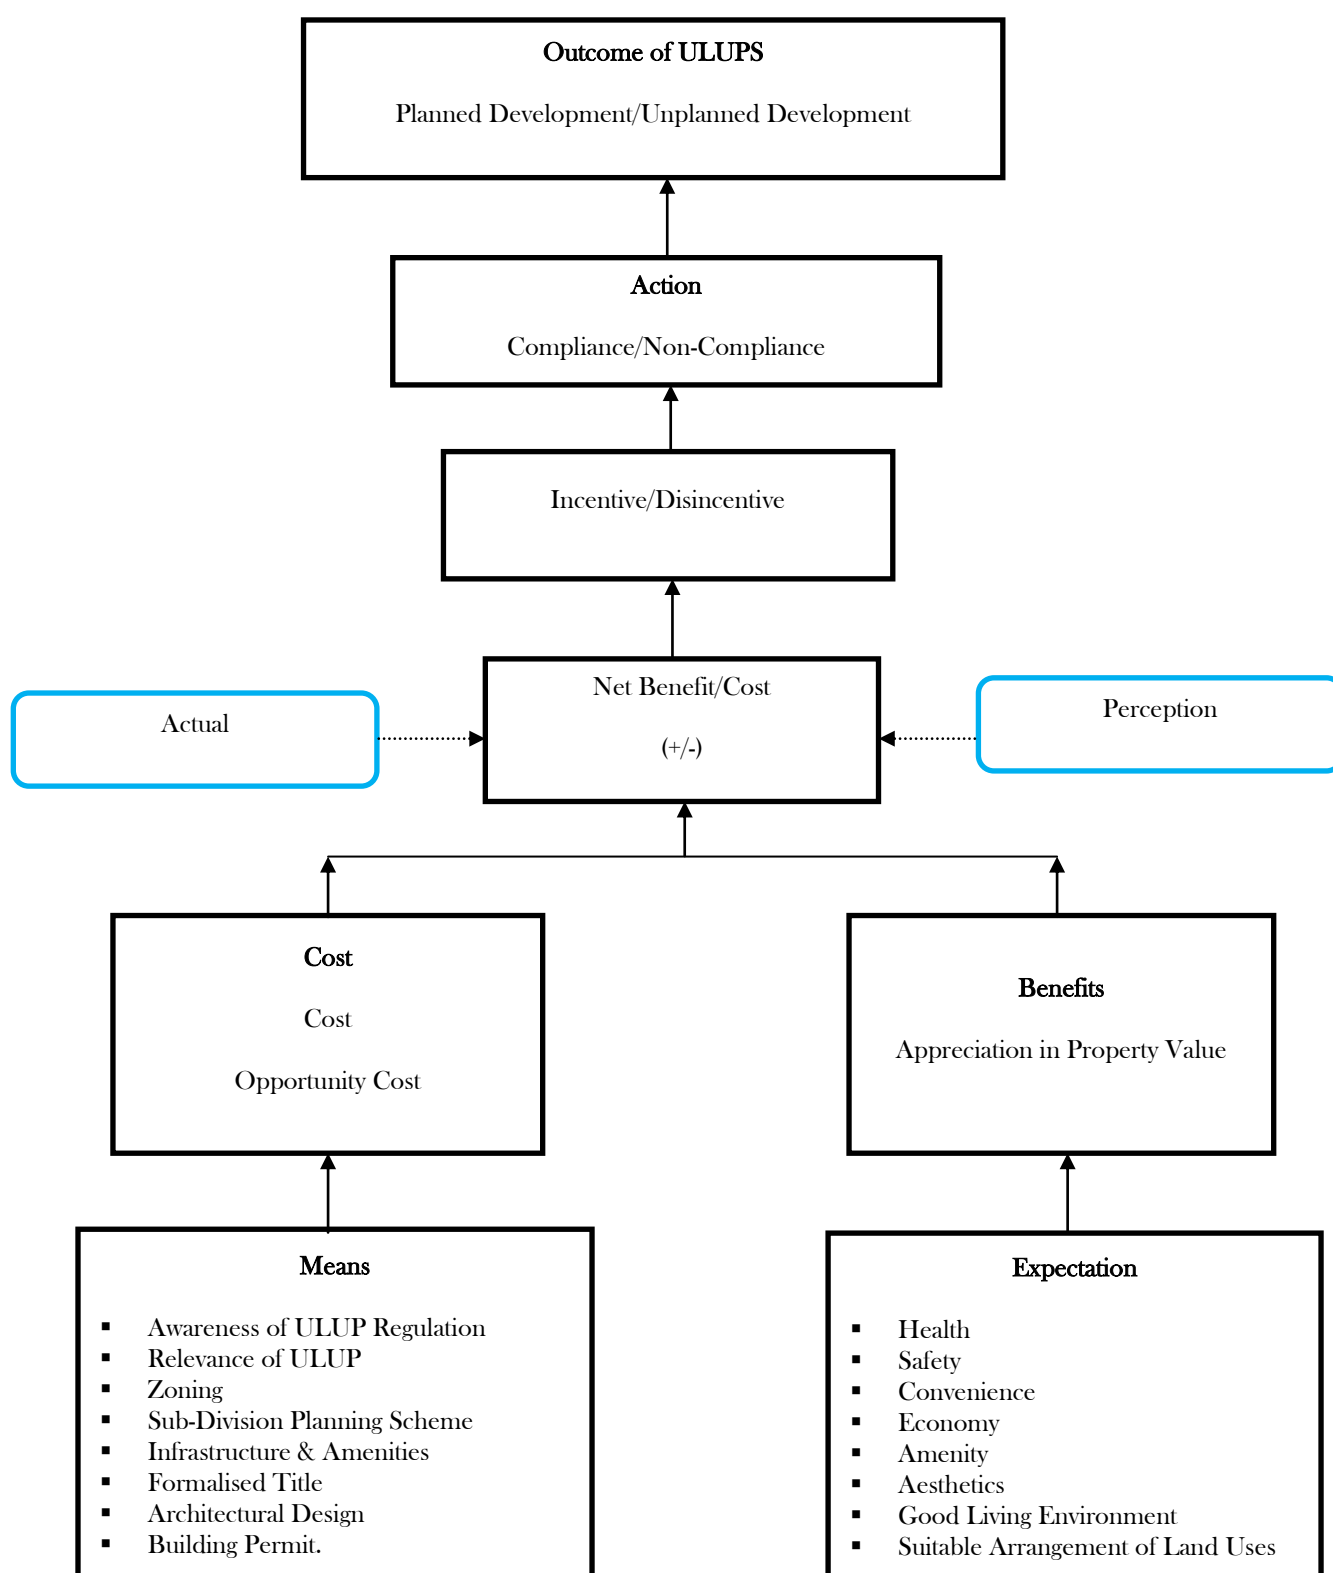 Outcome of ULUPS
Planned Development/Unplanned Development
Action
Compliance/Non-Compliance
Incentive/Disincentive
Net Benefit/Cost
(+/-)
Actual
Perception
Cost
Cost
Opportunity Cost
Benefits
Appreciation in Property Value
Means
▪ Awareness of ULUP Regulation
▪ Relevance of ULUP
▪ Zoning
▪ Sub-Division Planning Scheme
▪ Infrastructure & Amenities
▪ Formalised Title
▪ Architectural Design
▪ Building Permit.
Expectation
▪ Health
▪ Safety
▪ Convenience
▪ Economy
▪ Amenity
▪ Aesthetics
▪ Good Living Environment
▪ Suitable Arrangement of Land Uses